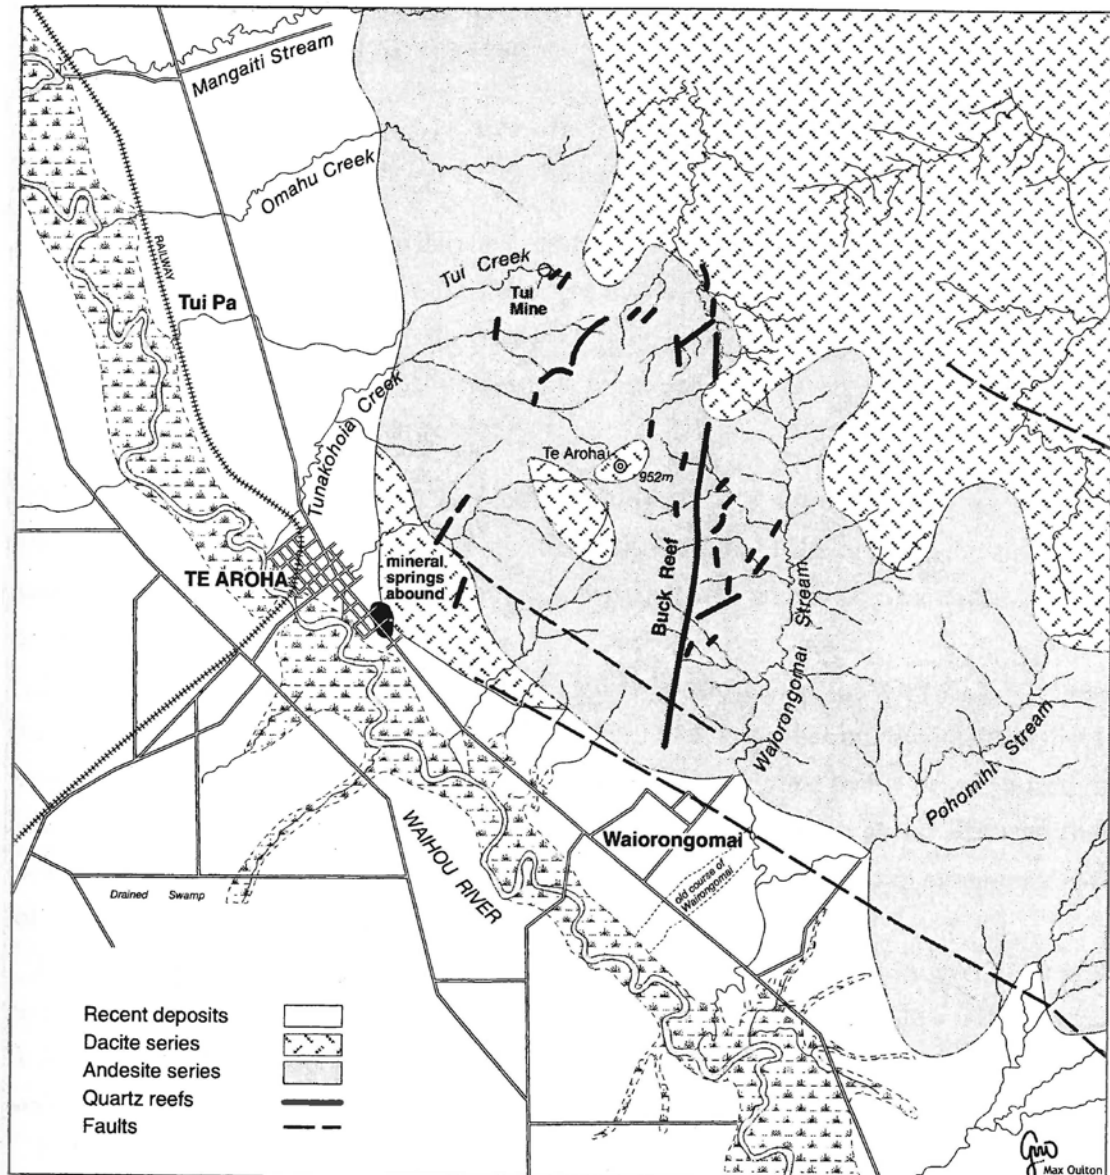 Mangaiti Stream
Omahu Creek
RAILWAY
Tui Pa
Tui Creek
Tui
Mine
Tunakohoia Creek
Te Aroha
952m
TE AROHA
mineral
springs
abound
Buck Reef
Waiorongomai Stream
Pohomihi Stream
WAIHOU RIVER
Waiorongomai
old course of
Wairongomai
Drained Swamp
Recent deposits
Dacite series
Andesite series
Quartz reefs
Faults
Max Oulton